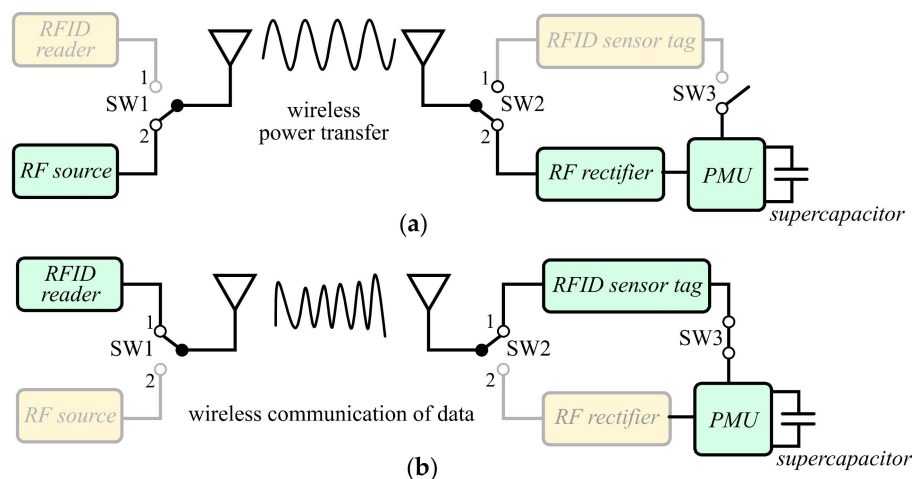 RFID
reader
1
SW1
2
RF source
wireless
power transfer
1
SW2
2
RFID sensor tag
SW3
RF rectifier
PMU
supercapacitor
(a)
RFID
reader
1
SW1
2
RF source
wireless communication of data
1
SW2
2
RFID sensor tag
SW3
RF rectifier
PMU
supercapacitor
(b)